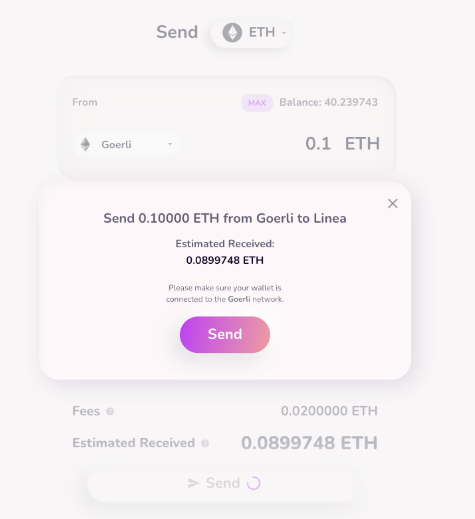 Send ETH
From MAX Balance: 40.239743
Goerli 0.1 ETH
Send 0.10000 ETH from Goerli to Linea
Estimated Received:
0.0899748 ETH
Please make sure your wallet is
connected to the Goerli network.
Send
Fees 0.0200000 ETH
Estimated Received 0.0899748 ETH
Send